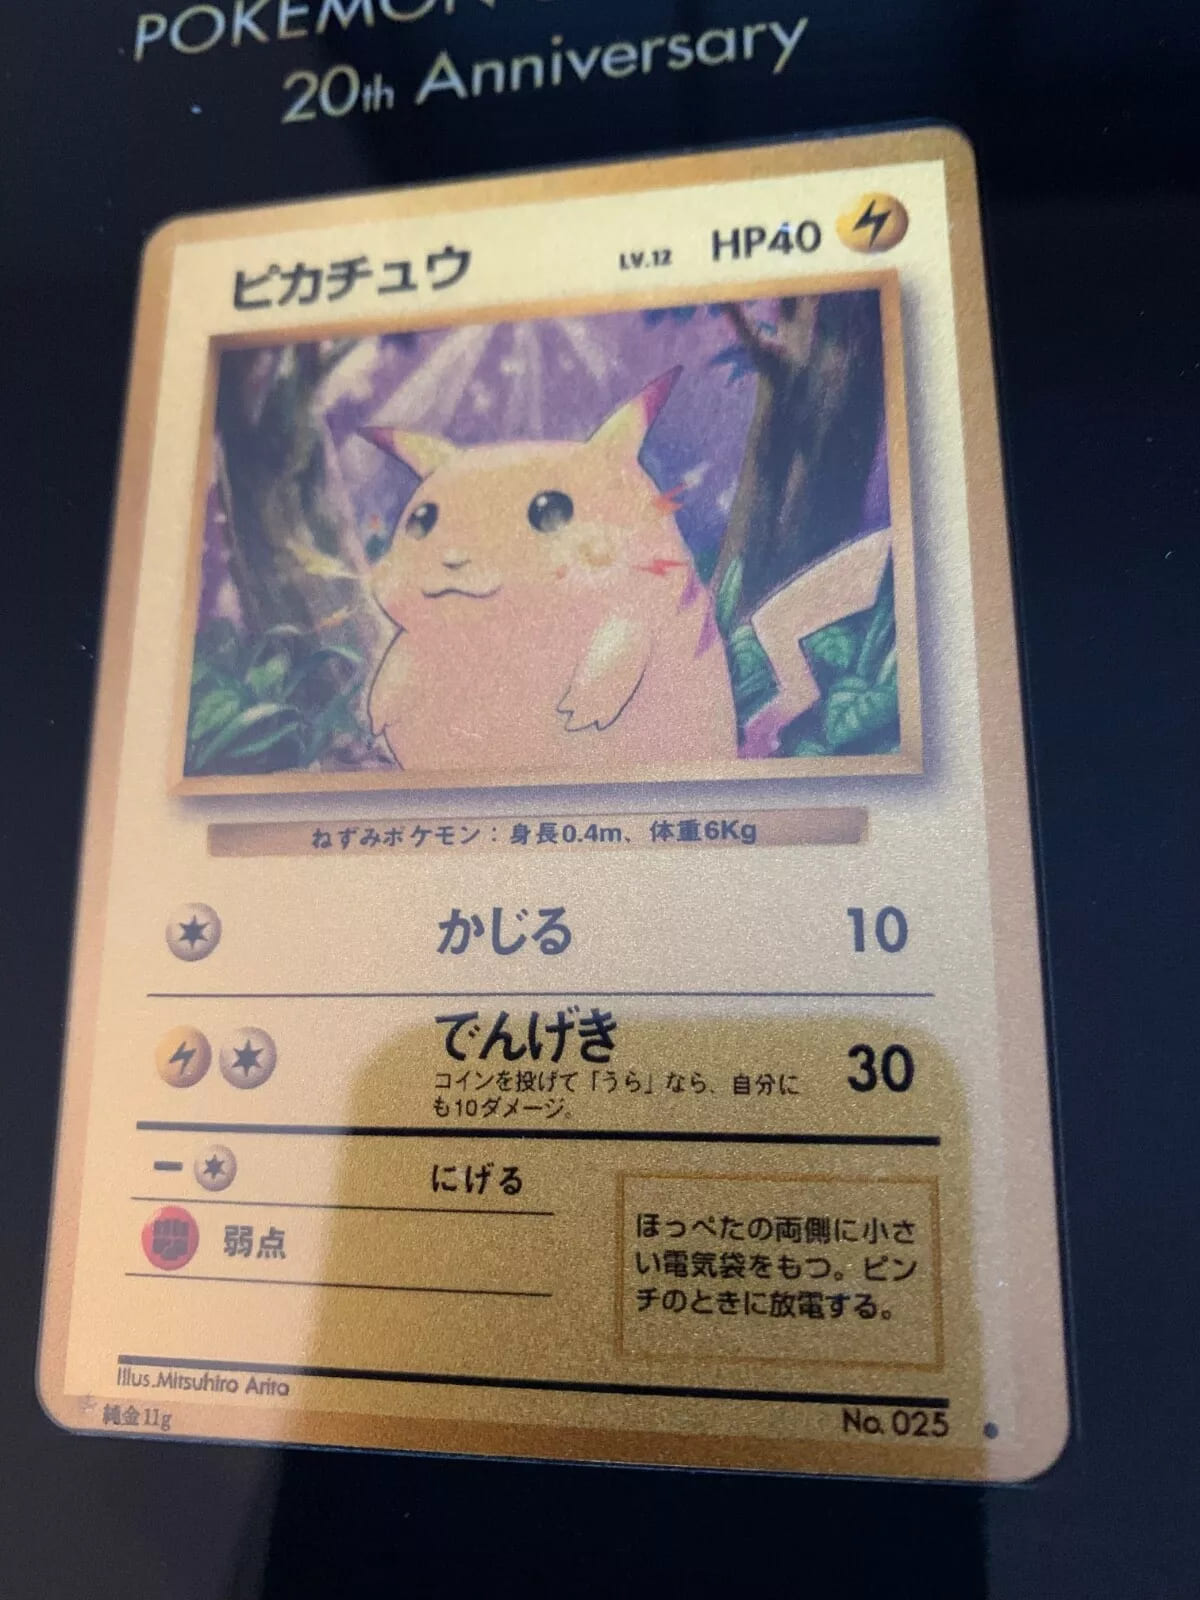 POKEMON
20th Anniversary
ピカチュウ LV.12 HP40
ねずみポケモン：身長0.4m、体重6Kg
かじる 10
でんげき 30
コインを投げて「うら」なら、自分に
も10ダメージ。
にげる
弱点
ほっぺたの両側に小さ
い電気袋をもつ。ピン
チのときに放電する。
Illus.Mitsuhiro Arita
純金11g
No.025